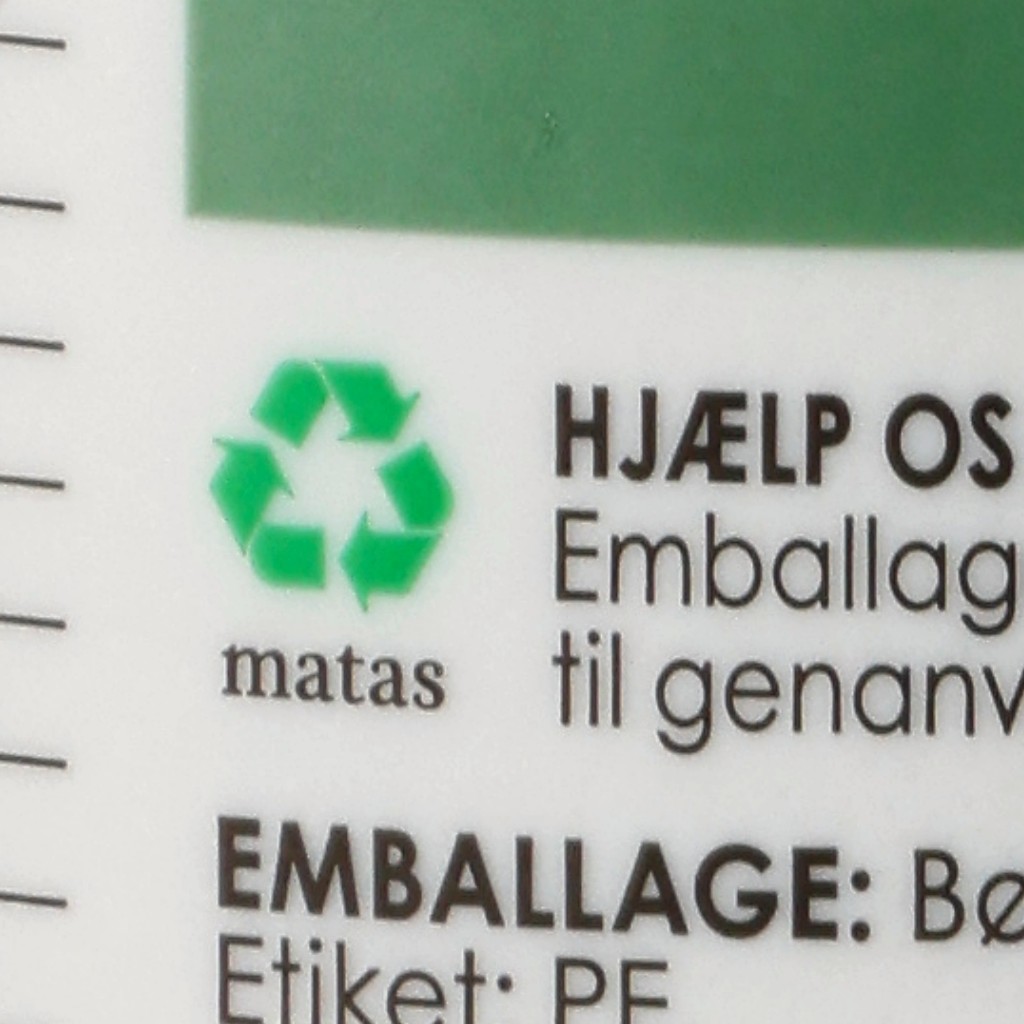 HJÆLP OS
Emballag
til genanv
matas
EMBALLAGE: Bø
Etiket: PE